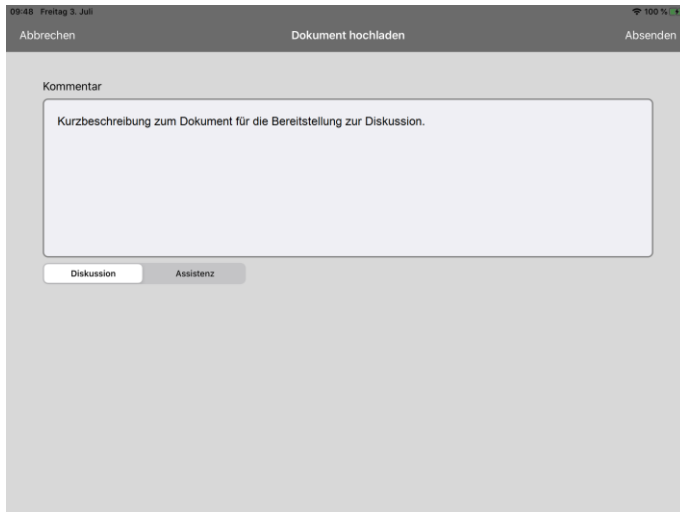 09:48 Freitag 3. Juli 100 %
Abbrechen Dokument hochladen Absenden
Kommentar
Kurzbeschreibung zum Dokument für die Bereitstellung zur Diskussion.
Diskussion Assistenz